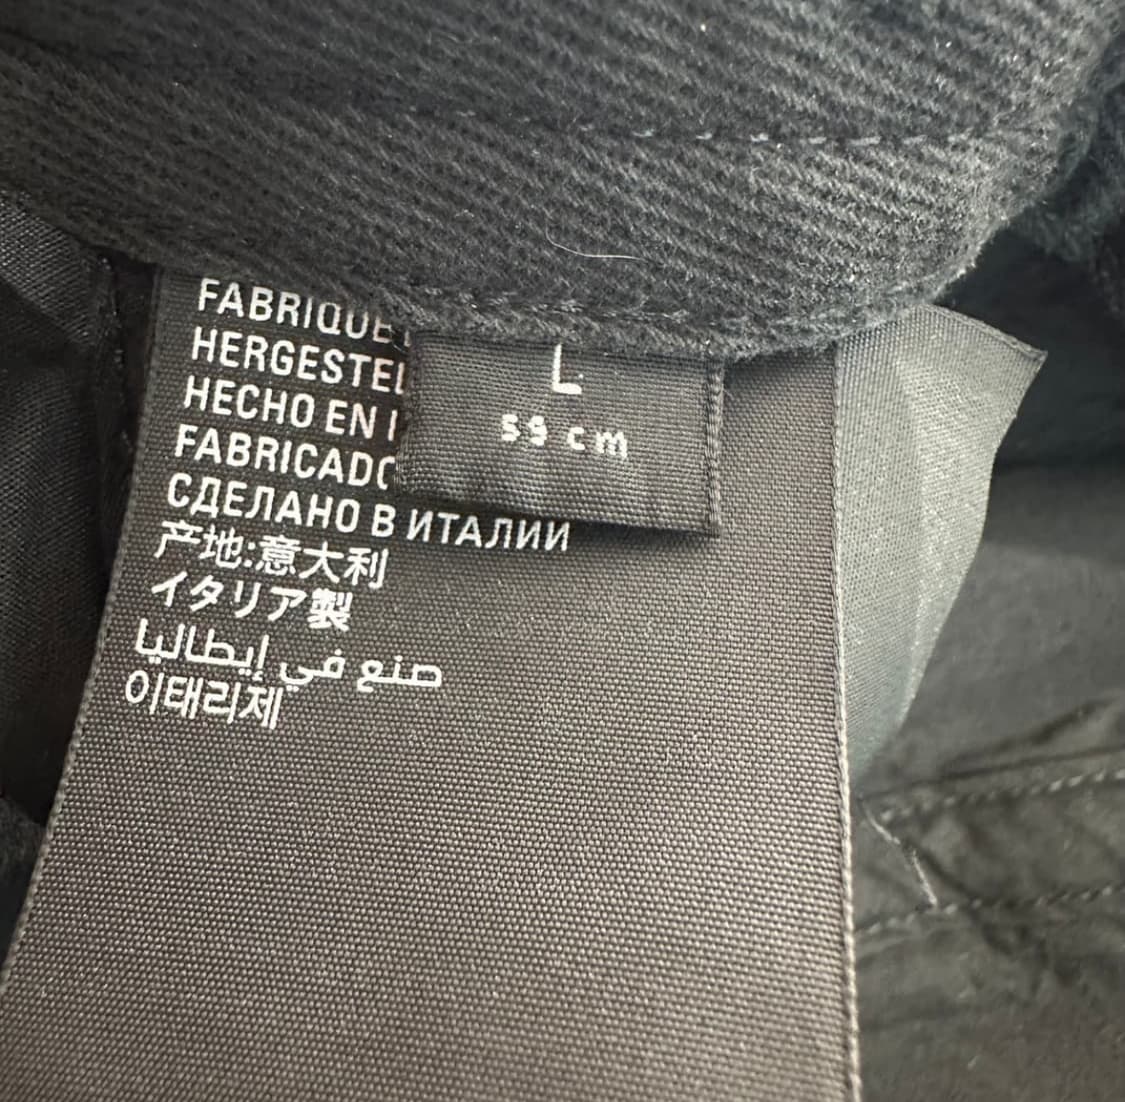 FABRIQUE
HERGESTEL
HECHO EN I
FABRICADO
СДЕЛАНО В ИТАЛИИ
产地:意大利
イタリア製
صنع في إيطاليا
이태리제
L
59 cm